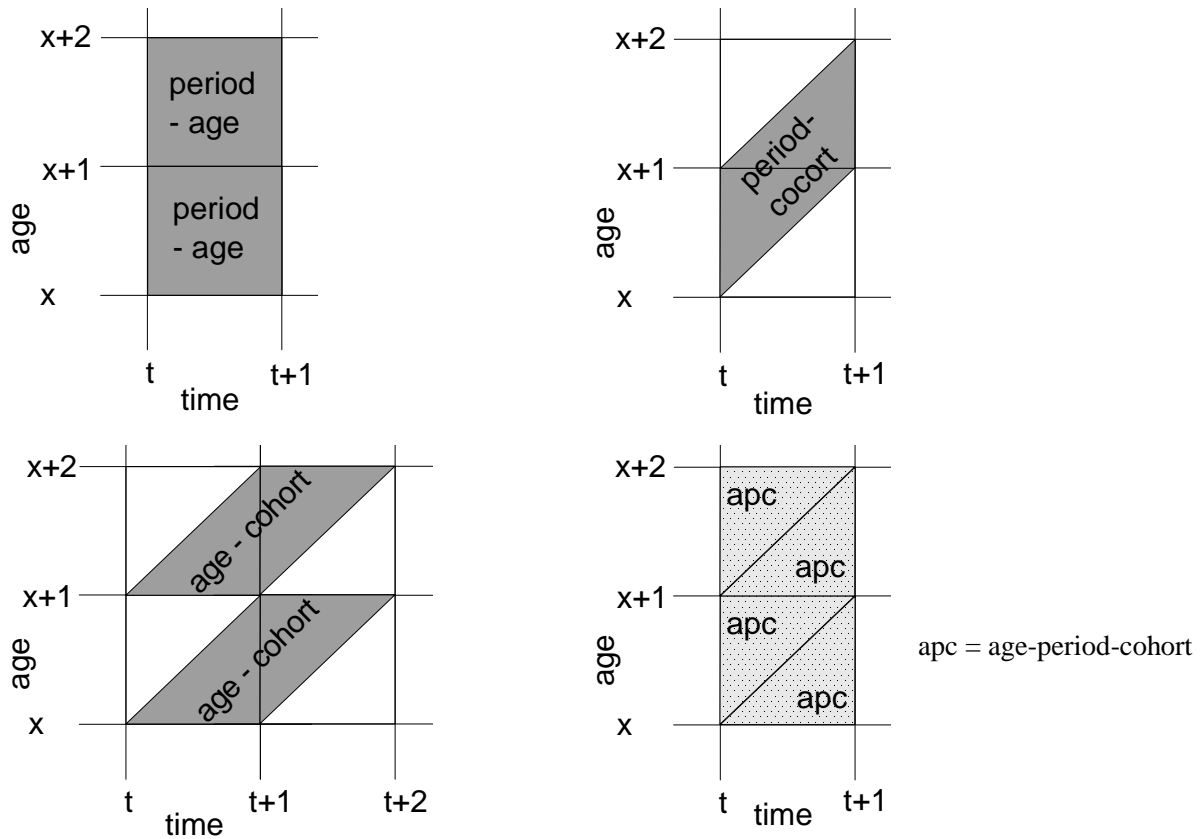 x+2
period
- age
x+1
period
- age
age
x
t
t+1
time
x+2
period-
cocort
x+1
age
x
t
t+1
time
x+2
age - cohort
x+1
age - cohort
age
x
t
t+1
t+2
time
x+2
apc
apc
x+1
apc
apc
age
x
t
time
t+1
apc = age-period-cohort